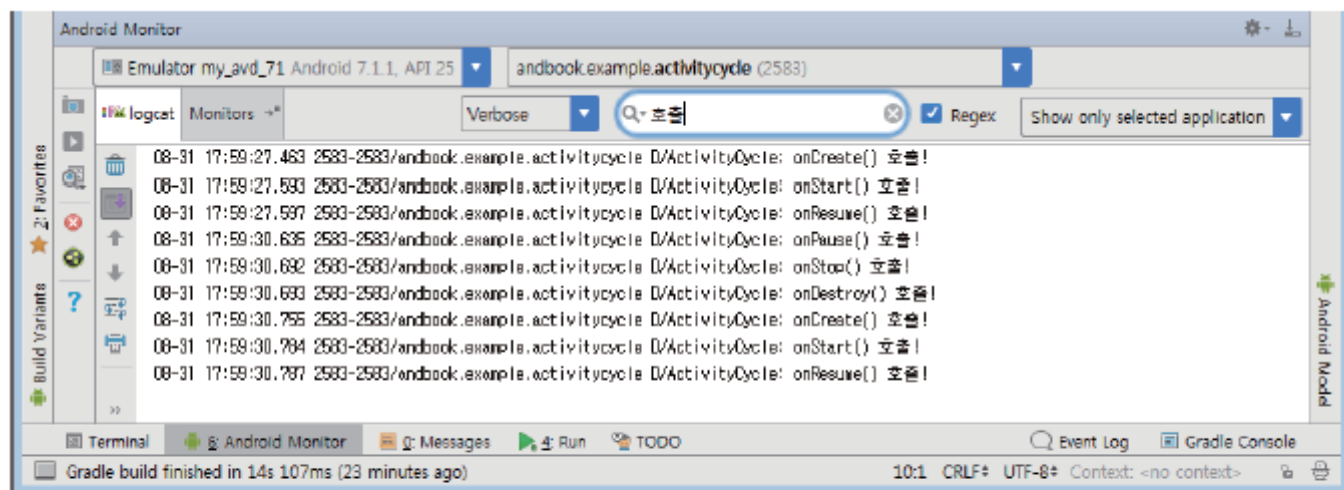 Android Monitor
Emulator my_avd_71 Android 7.1.1, API 25
andbook.example.activitycycle (2583)
logcat
Monitors
Verbose
호출
Regex
Show only selected application
08-31 17:59:27.463 2583-2583/andbook.example.activitycycle D/ActivityCycle: onCreate() 호출!
08-31 17:59:27.593 2583-2583/andbook.example.activitycycle D/ActivityCycle: onStart() 호출!
08-31 17:59:27.597 2583-2583/andbook.example.activitycycle D/ActivityCycle: onResume() 호출!
08-31 17:59:30.635 2583-2583/andbook.example.activitycycle D/ActivityCycle: onPause() 호출!
08-31 17:59:30.692 2583-2583/andbook.example.activitycycle D/ActivityCycle: onStop() 호출!
08-31 17:59:30.693 2583-2583/andbook.example.activitycycle D/ActivityCycle: onDestroy() 호출!
08-31 17:59:30.755 2583-2583/andbook.example.activitycycle D/ActivityCycle: onCreate() 호출!
08-31 17:59:30.784 2583-2583/andbook.example.activitycycle D/ActivityCycle: onStart() 호출!
08-31 17:59:30.787 2583-2583/andbook.example.activitycycle D/ActivityCycle: onResume() 호출!
2: Favorites
Build Variants
Android Model
Terminal
6: Android Monitor
0: Messages
4: Run
TODO
Event Log
Gradle Console
Gradle build finished in 14s 107ms (23 minutes ago)
10:1
CRLF
UTF-8
Context: <no context>